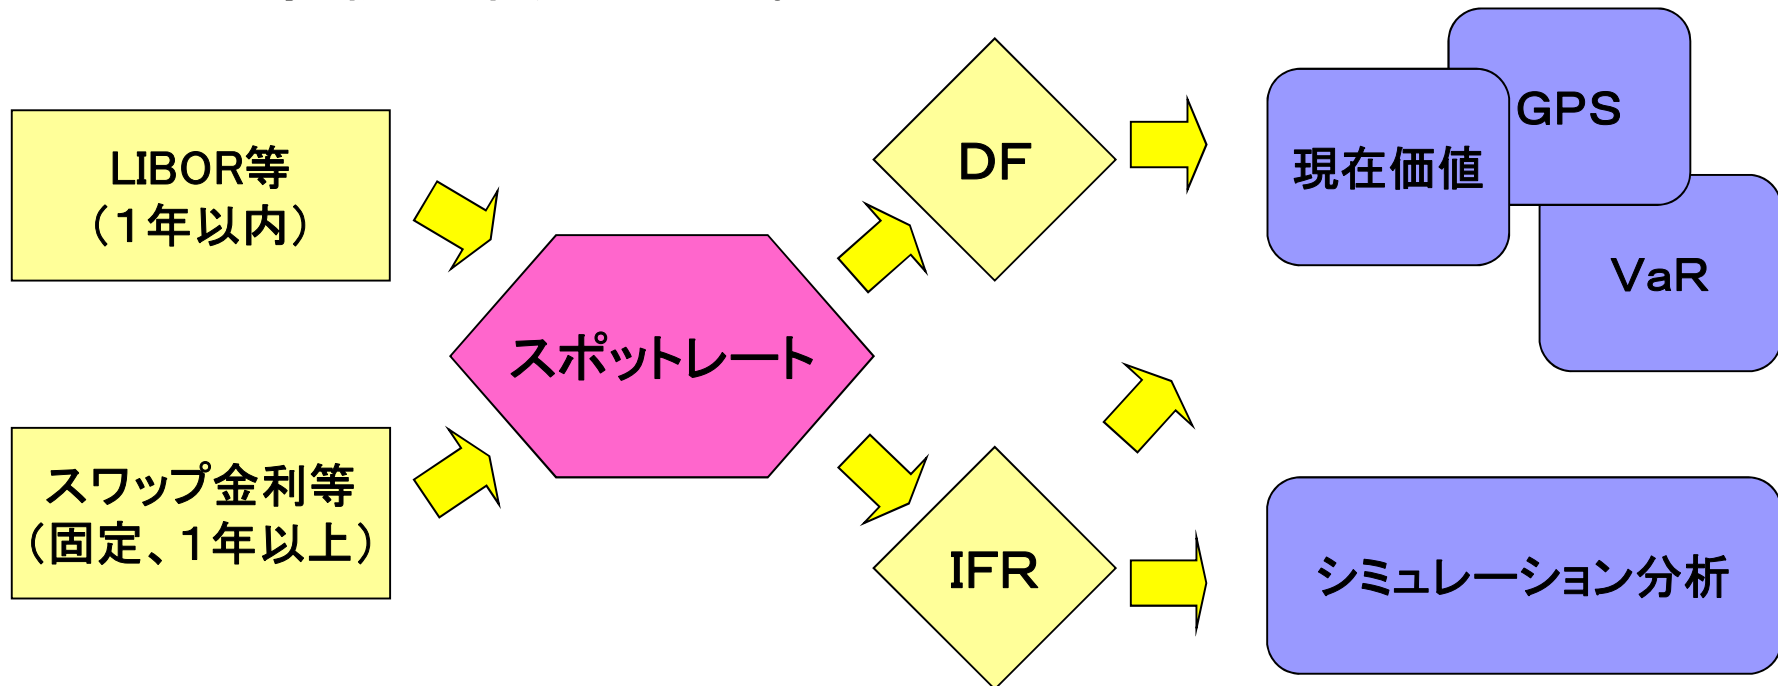 LIBOR等
（１年以内）
スワップ金利等
（固定、１年以上）
スポットレート
DF
IFR
現在価値
GPS
VaR
シミュレーション分析